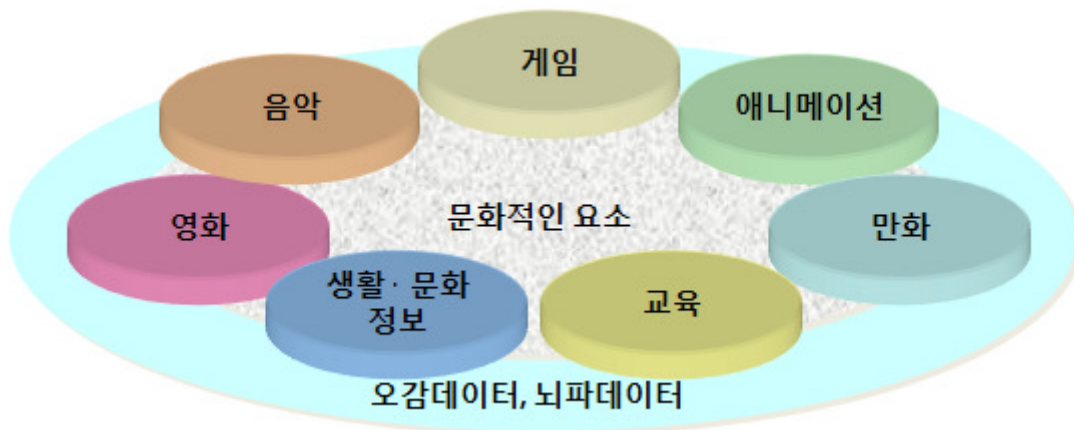 게임
음악
애니메이션
영화
문화적인 요소
만화
생활· 문화
정보
교육
오감데이터, 뇌파데이터